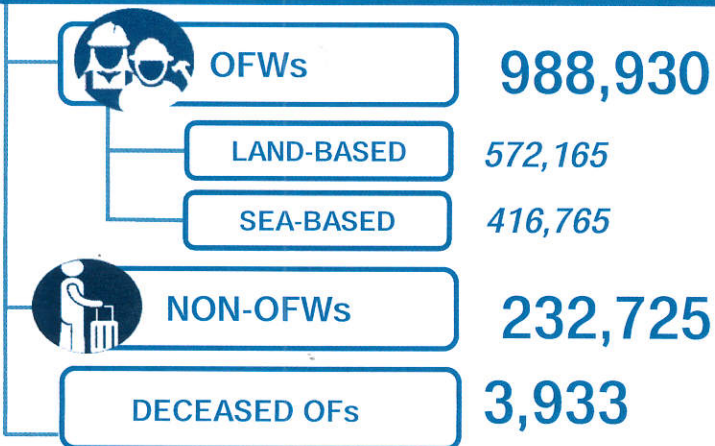 OFWs 988,930
LAND-BASED 572,165
SEA-BASED 416,765
NON-OFWs 232,725
DECEASED OFs 3,933